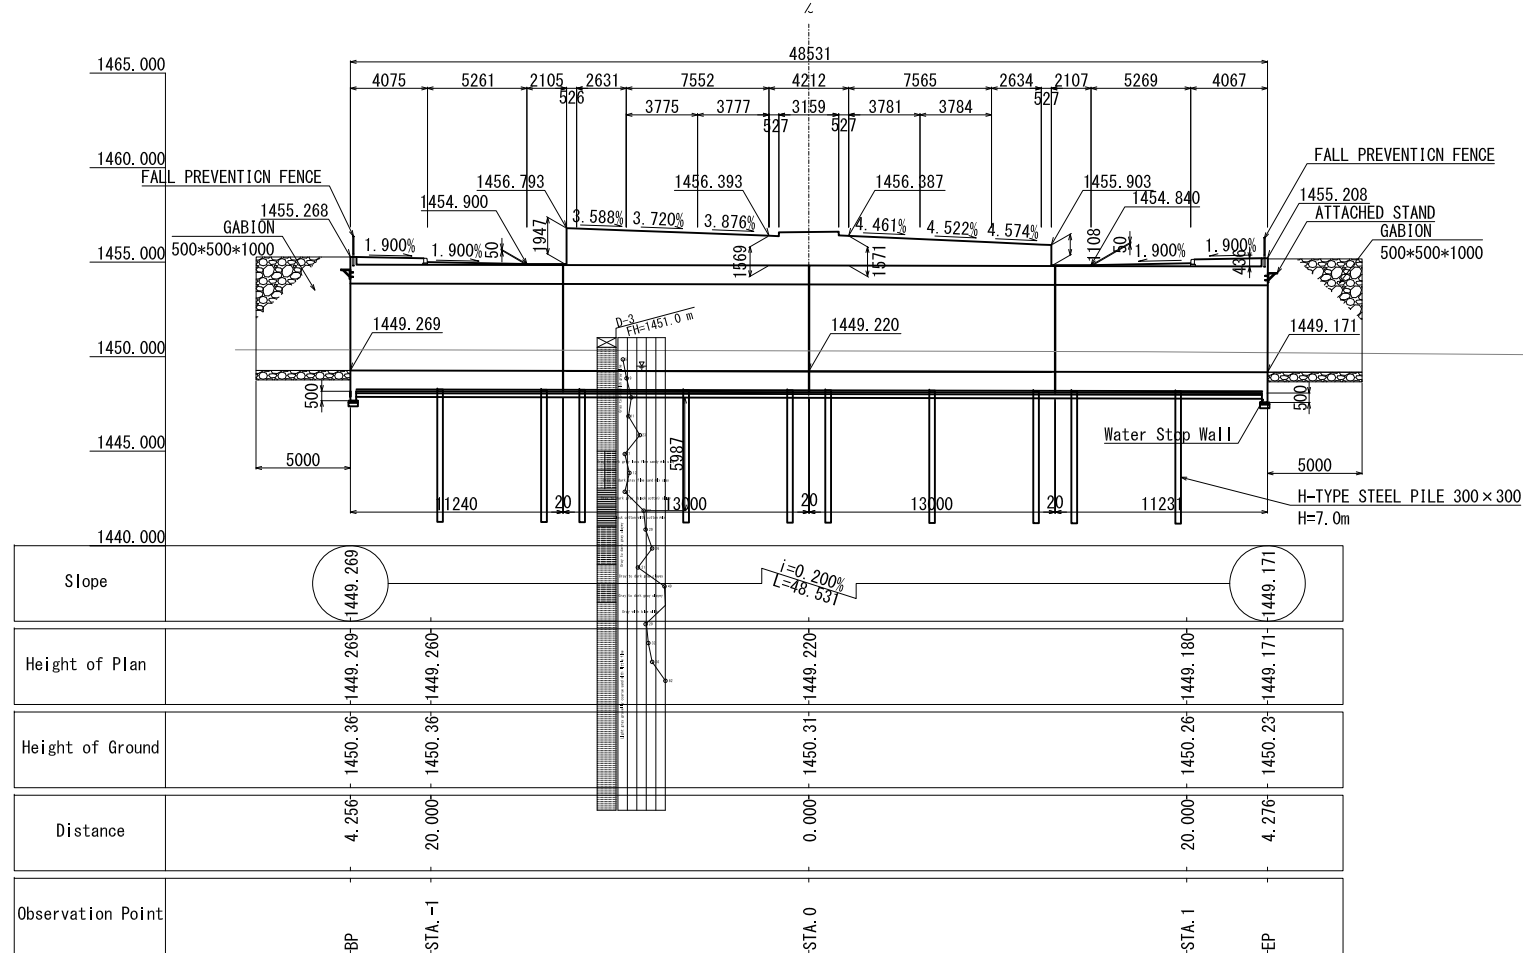 48531
1465.000
4075 5261 2105 2631 7552 4212 7565 2634 2107 5269 4067
526 527
3775 3777 3159 3781 3784
527 527
1460.000
FALL PREVENTION FENCE
FALL PREVENTION FENCE
1456.793 1456.393 1456.387 1455.903
1454.900 1454.840
1455.268 1455.208
GABION
500*500*1000
ATTACHED STAND
GABION
500*500*1000
3.588% 3.720% 3.876% 4.461% 4.522% 4.574%
1.900% 1.900% 50 1947 1569 1571 1108 50 1.900% 1.900%
436
1455.000
D-3
FH=1451.0 m
1449.269 1449.220 1449.171
1450.000
500 500
5987
Water Stop Wall
1445.000
5000 5000
11240 20 13000 20 13000 20 11231
H-TYPE STEEL PILE 300×300
H=7.0m
1440.000
Slope 1449.269 i=0.200% 1449.171
L=48.531
Height of Plan 1449.269 1449.260 1449.220 1449.180 1449.171
Height of Ground 1450.36 1450.36 1450.31 1450.26 1450.23
Distance 4.256 20.000 0.000 20.000 4.276
Observation Point BP STA.-1 STA.0 STA.1 EP